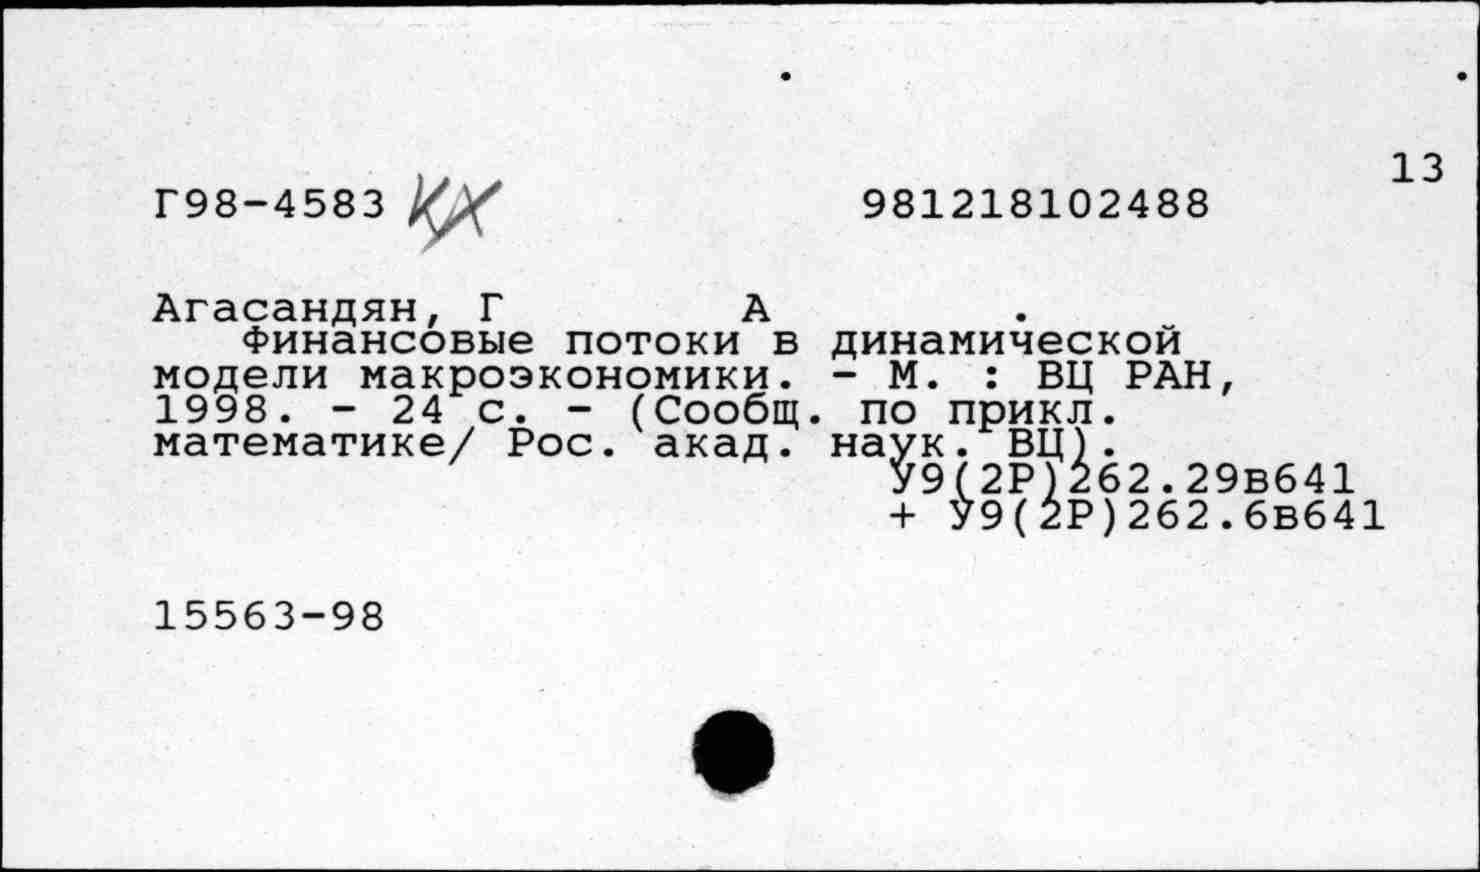 13
Г98-4583 КХ 981218102488
Агасандян, Г А .
Финансовые потоки в динамической
модели макроэкономики. - М. : ВЦ РАН,
1998. - 24 с. - (Сообщ. по прикл.
математике/ Рос. акад. наук. ВЦ).
У9(2Р)262.29в641
+ У9(2Р)262.6в641
15563-98